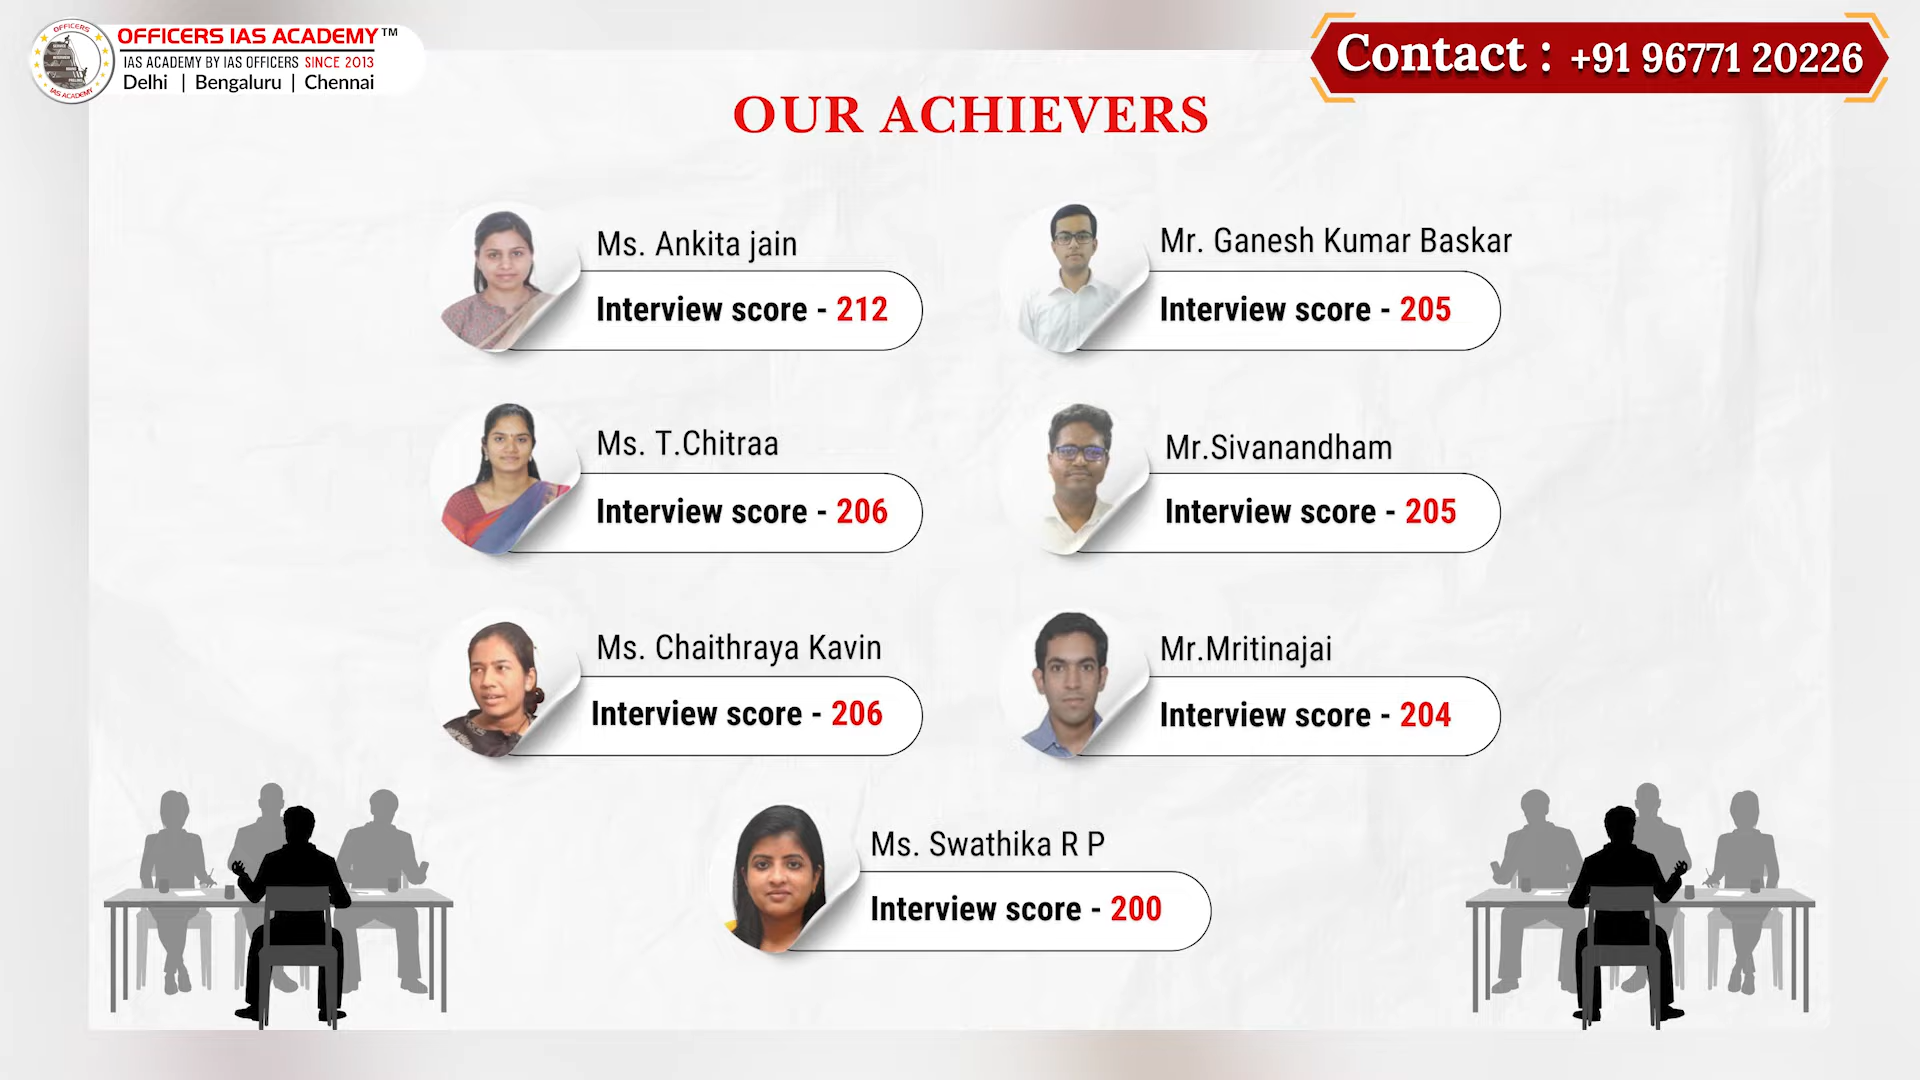 OFFICERS IAS ACADEMY™
IAS ACADEMY BY IAS OFFICERS SINCE 2013
Delhi | Bengaluru | Chennai
Contact : +91 96771 20226
OUR ACHIEVERS
Ms. Ankita jain
Interview score - 212
Mr. Ganesh Kumar Baskar
Interview score - 205
Ms. T.Chitraa
Interview score - 206
Mr.Sivanandham
Interview score - 205
Ms. Chaithraya Kavin
Interview score - 206
Mr.Mritinajai
Interview score - 204
Ms. Swathika R P
Interview score - 200
OFFICERS
IAS ACADEMY